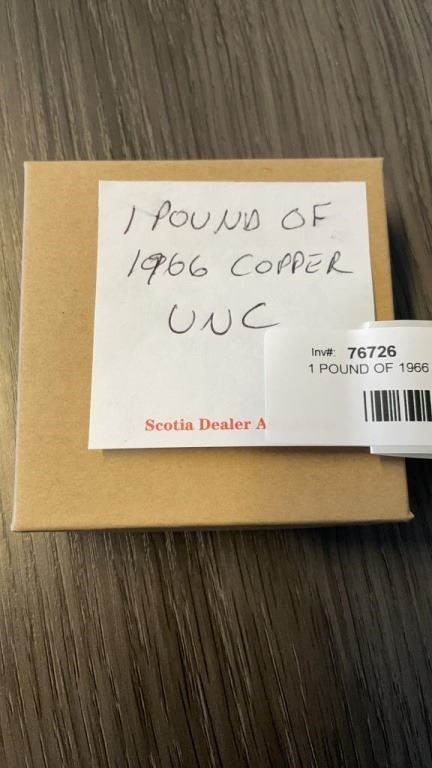 1 POUND OF
1966 COPPER
UNC
Inv#: 76726
1 POUND OF 1966
Scotia Dealer A